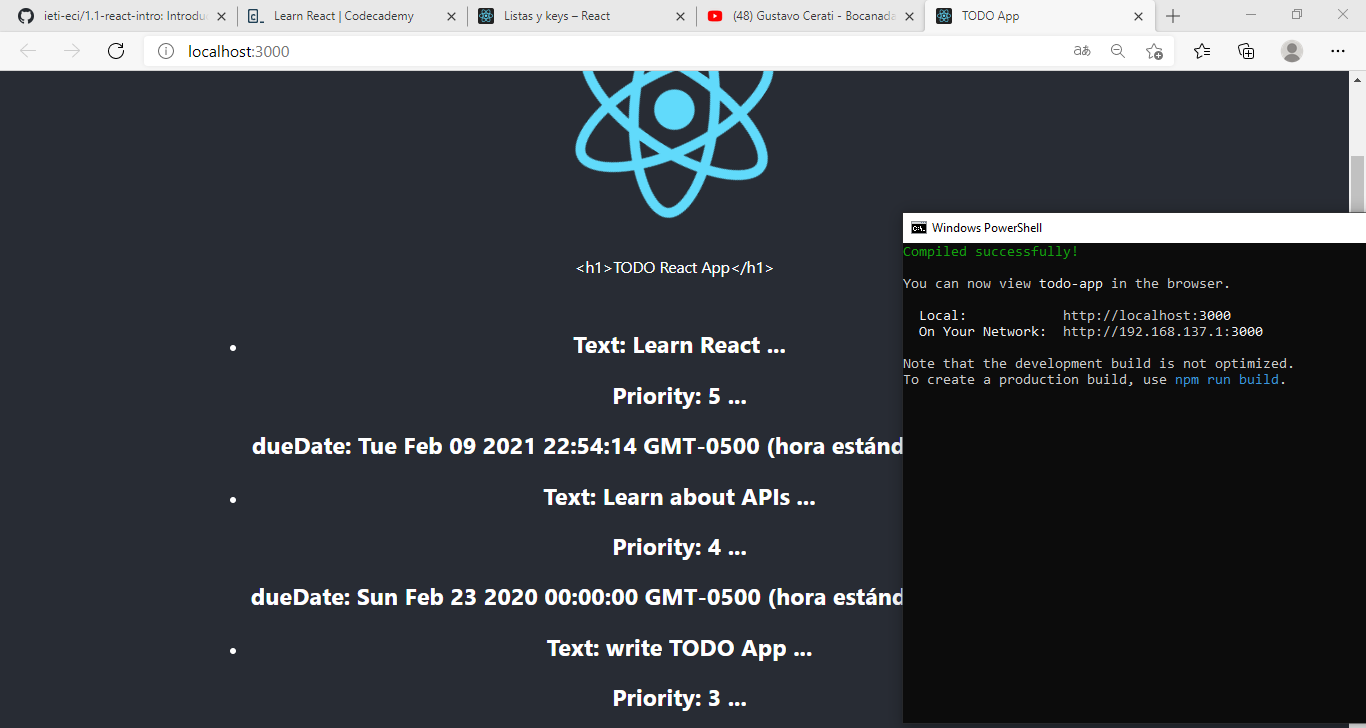 ieti-eci/1.1-react-intro: Introdu
Learn React | Codecademy
Listas y keys – React
(48) Gustavo Cerati - Bocanada
TODO App
localhost:3000
aあ
<h1>TODO React App</h1>
Text: Learn React ...
Priority: 5 ...
dueDate: Tue Feb 09 2021 22:54:14 GMT-0500 (hora estánd
Text: Learn about APIs ...
Priority: 4 ...
dueDate: Sun Feb 23 2020 00:00:00 GMT-0500 (hora estánd
Text: write TODO App ...
Priority: 3 ...
Windows PowerShell
Compiled successfully!
You can now view todo-app in the browser.
Local: http://localhost:3000
On Your Network: http://192.168.137.1:3000
Note that the development build is not optimized.
To create a production build, use npm run build.